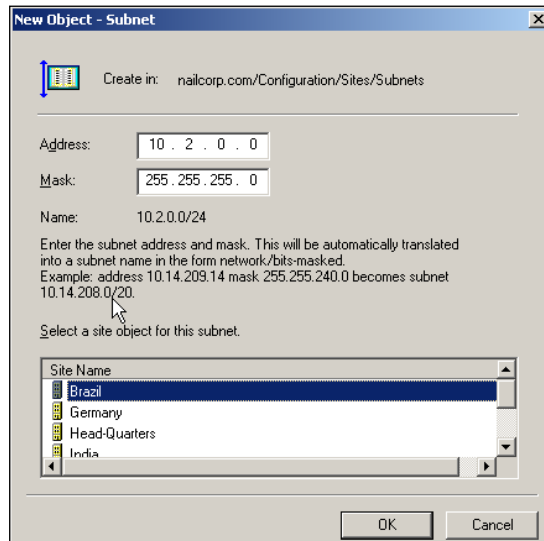 New Object - Subnet
Create in: nailcorp.com/Configuration/Sites/Subnets
Address: 10 . 2 . 0 . 0
Mask: 255 . 255 . 255 . 0
Name: 10.2.0.0/24
Enter the subnet address and mask. This will be automatically translated
into a subnet name in the form network/bits-masked.
Example: address 10.14.209.14 mask 255.255.240.0 becomes subnet
10.14.208.0/20.
Select a site object for this subnet.
Site Name
Brazil
Germany
Head-Quarters
India
OK Cancel